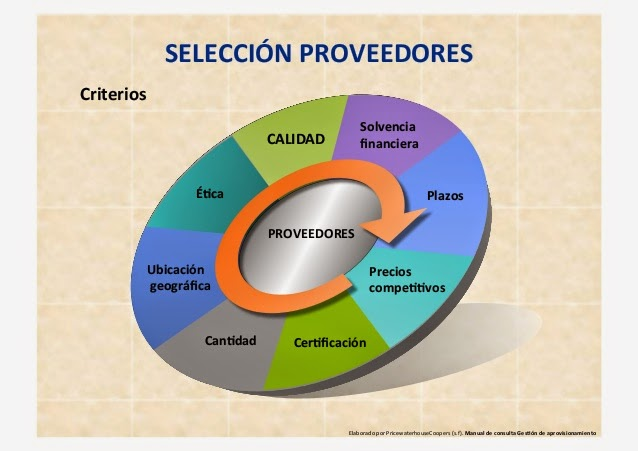 SELECCIÓN PROVEEDORES
Criterios
CALIDAD
Solvencia
financiera
Plazos
Precios
competitivos
Certificación
Cantidad
Ubicación
geográfica
Ética
PROVEEDORES
Elaborado por PricewaterhouseCoopers (s.f). Manual de consulta Gestión de aprovisionamiento